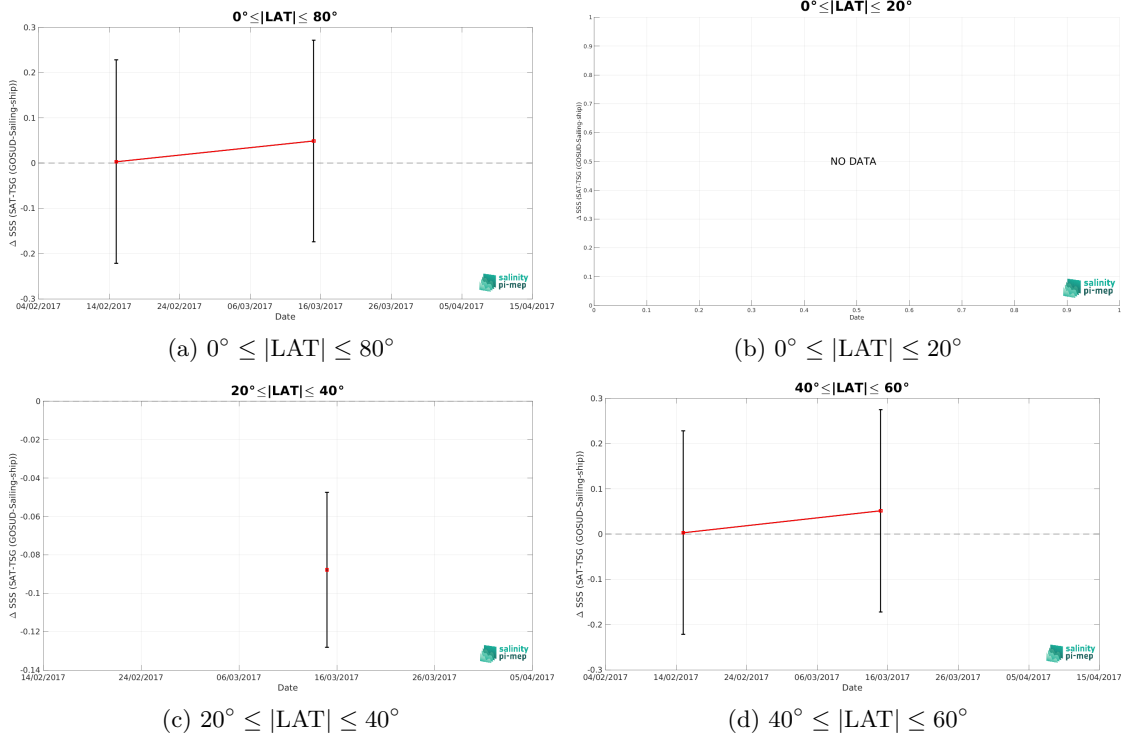 0°≤|LAT|≤ 80°
Δ SSS (SAT-TSG (GOSUD-Sailing-ship))
0.3
0.2
0.1
0
-0.1
-0.2
-0.3
04/02/2017 14/02/2017 24/02/2017 06/03/2017 16/03/2017 26/03/2017 05/04/2017 15/04/2017
Date
salinity
pi-mep
(a) 0° ≤ |LAT| ≤ 80°
0°≤|LAT|≤ 20°
Δ SSS (SAT-TSG (GOSUD-Sailing-ship))
1
0.9
0.8
0.7
0.6
0.5
0.4
0.3
0.2
0.1
0
NO DATA
0 0.1 0.2 0.3 0.4 0.5 0.6 0.7 0.8 0.9 1
Date
salinity
pi-mep
(b) 0° ≤ |LAT| ≤ 20°
20°≤|LAT|≤ 40°
Δ SSS (SAT-TSG (GOSUD-Sailing-ship))
0
-0.02
-0.04
-0.06
-0.08
-0.1
-0.12
-0.14
14/02/2017 24/02/2017 06/03/2017 16/03/2017 26/03/2017 05/04/2017
Date
salinity
pi-mep
(c) 20° ≤ |LAT| ≤ 40°
40°≤|LAT|≤ 60°
Δ SSS (SAT-TSG (GOSUD-Sailing-ship))
0.3
0.2
0.1
0
-0.1
-0.2
-0.3
04/02/2017 14/02/2017 24/02/2017 06/03/2017 16/03/2017 26/03/2017 05/04/2017 15/04/2017
Date
salinity
pi-mep
(d) 40° ≤ |LAT| ≤ 60°